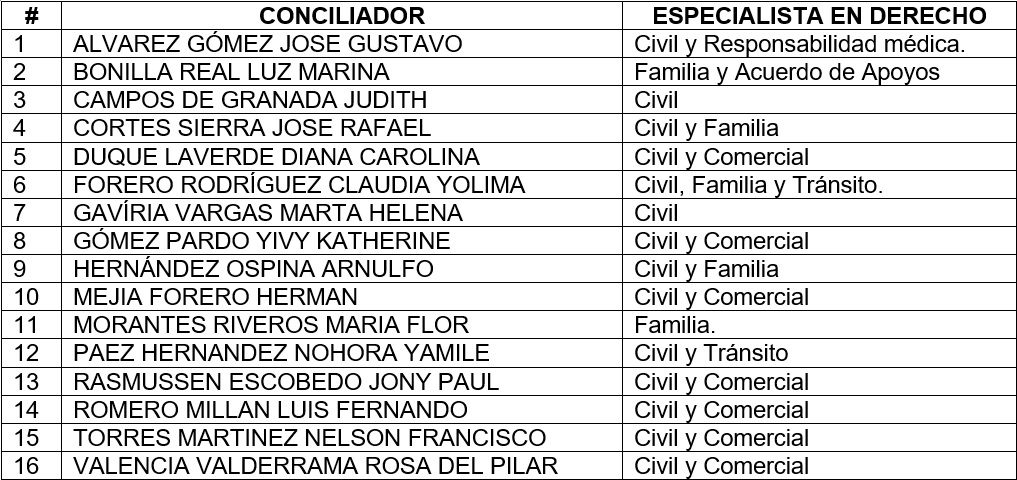 # CONCILIADOR ESPECIALISTA EN DERECHO
1 ALVAREZ GÓMEZ JOSE GUSTAVO Civil y Responsabilidad médica.
2 BONILLA REAL LUZ MARINA Familia y Acuerdo de Apoyos
3 CAMPOS DE GRANADA JUDITH Civil
4 CORTES SIERRA JOSE RAFAEL Civil y Familia
5 DUQUE LAVERDE DIANA CAROLINA Civil y Comercial
6 FORERO RODRÍGUEZ CLAUDIA YOLIMA Civil, Familia y Tránsito.
7 GAVÍRIA VARGAS MARTA HELENA Civil
8 GÓMEZ PARDO YIVY KATHERINE Civil y Comercial
9 HERNÁNDEZ OSPINA ARNULFO Civil y Familia
10 MEJIA FORERO HERMAN Civil y Comercial
11 MORANTES RIVEROS MARIA FLOR Familia.
12 PAEZ HERNANDEZ NOHORA YAMILE Civil y Tránsito
13 RASMUSSEN ESCOBEDO JONY PAUL Civil y Comercial
14 ROMERO MILLAN LUIS FERNANDO Civil y Comercial
15 TORRES MARTINEZ NELSON FRANCISCO Civil y Comercial
16 VALENCIA VALDERRAMA ROSA DEL PILAR Civil y Comercial